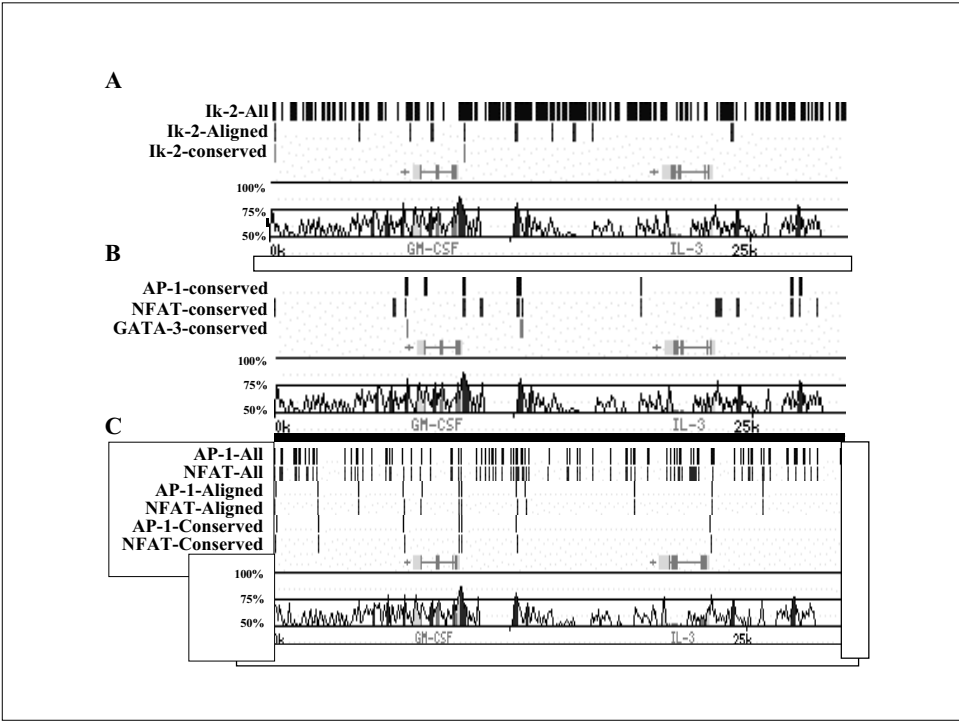 A
Ik-2-All
Ik-2-Aligned
Ik-2-conserved
100%
75%
50%
0k GM-CSF IL-3 25k
B
AP-1-conserved
NFAT-conserved
GATA-3-conserved
100%
75%
50%
0k GM-CSF IL-3 25k
C
AP-1-All
NFAT-All
AP-1-Aligned
NFAT-Aligned
AP-1-Conserved
NFAT-Conserved
100%
75%
50%
0k GM-CSF IL-3 25k